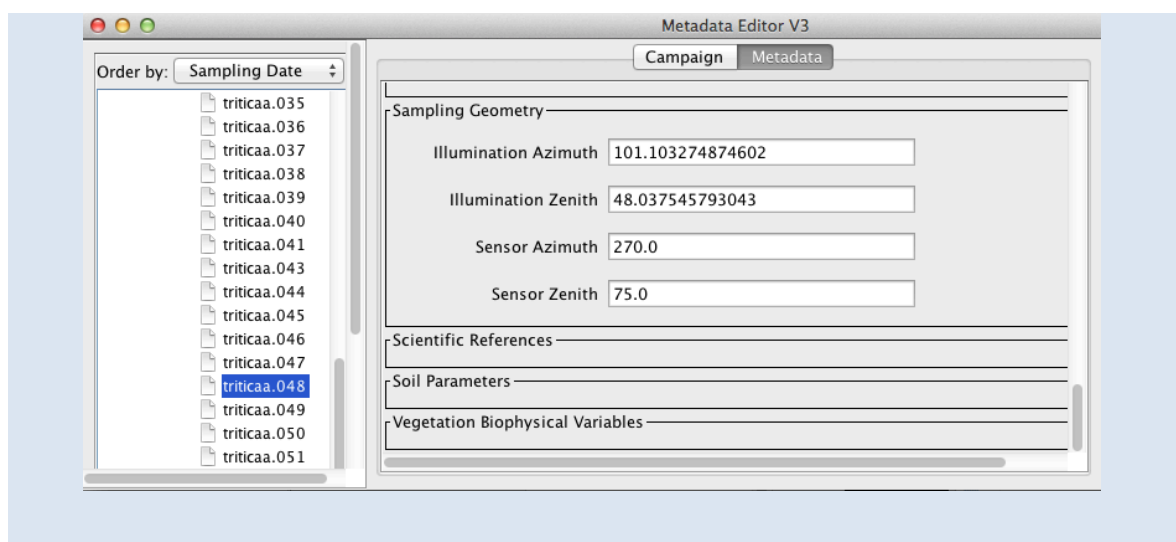 Metadata Editor V3
Order by: Sampling Date
triticaa.035
triticaa.036
triticaa.037
triticaa.038
triticaa.039
triticaa.040
triticaa.041
triticaa.043
triticaa.044
triticaa.045
triticaa.046
triticaa.047
triticaa.048
triticaa.049
triticaa.050
triticaa.051
Campaign Metadata
Sampling Geometry
Illumination Azimuth 101.103274874602
Illumination Zenith 48.037545793043
Sensor Azimuth 270.0
Sensor Zenith 75.0
Scientific References
Soil Parameters
Vegetation Biophysical Variables